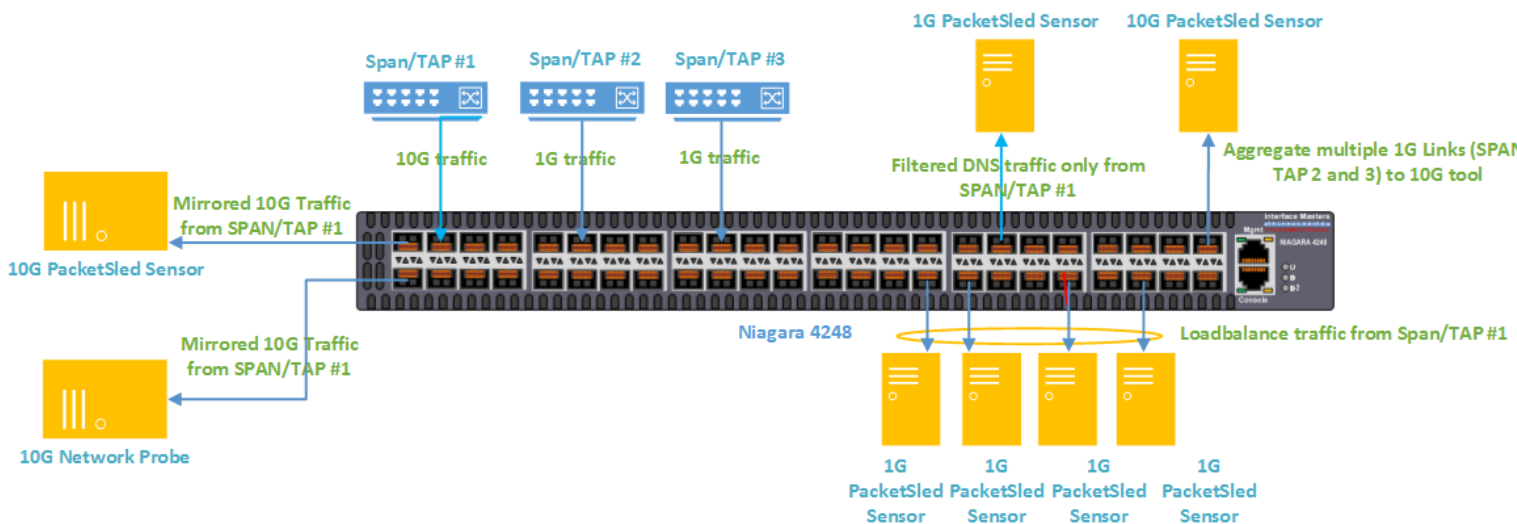 1G PacketSled Sensor
10G PacketSled Sensor
Span/TAP #1
Span/TAP #2
Span/TAP #3
10G traffic
1G traffic
1G traffic
Filtered DNS traffic only from
SPAN/TAP #1
Aggregate multiple 1G Links (SPAN
TAP 2 and 3) to 10G tool
Mirrored 10G Traffic
from SPAN/TAP #1
10G PacketSled Sensor
Interface Masters
Mgmt
NIAGARA 4248
Console
Niagara 4248
Loadbalance traffic from Span/TAP #1
Mirrored 10G Traffic
from SPAN/TAP #1
10G Network Probe
1G
PacketSled
Sensor
1G
PacketSled
Sensor
1G
PacketSled
Sensor
1G
PacketSled
Sensor